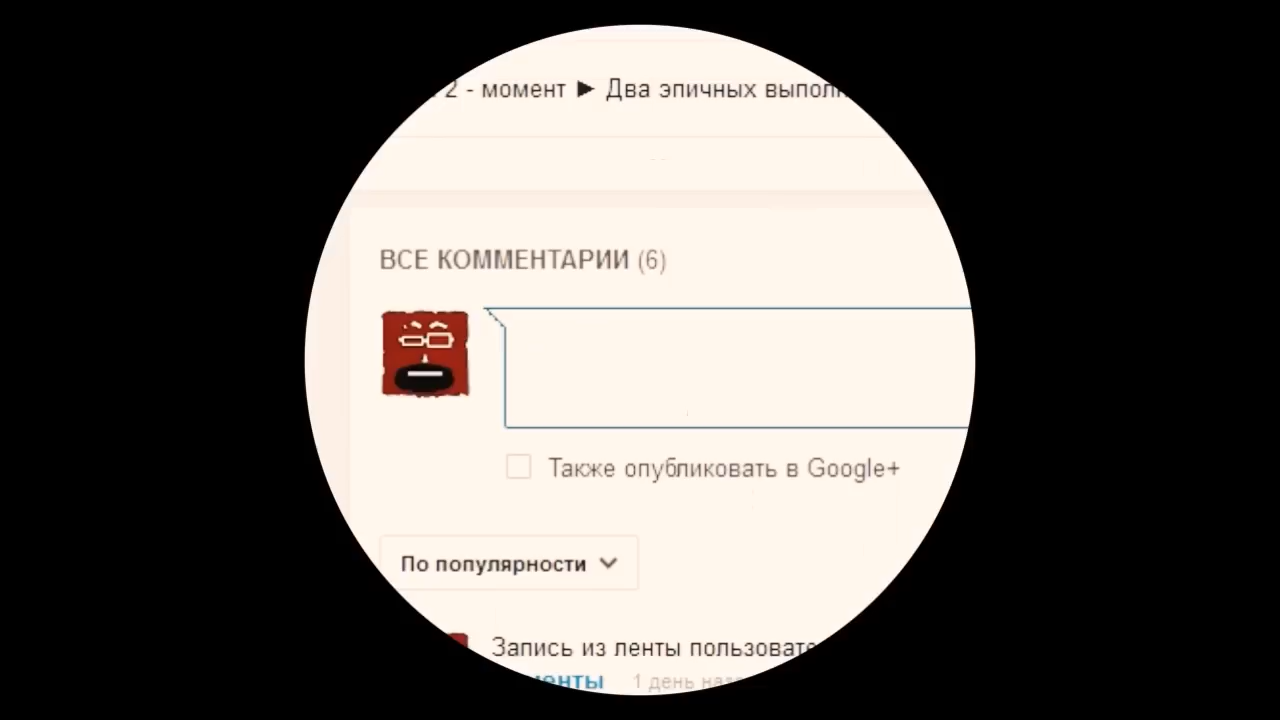 2 - момент ► Два эпичных
ВСЕ КОММЕНТАРИИ (6)
Также опубликовать в Google+
По популярности
Запись из ленты
1 день